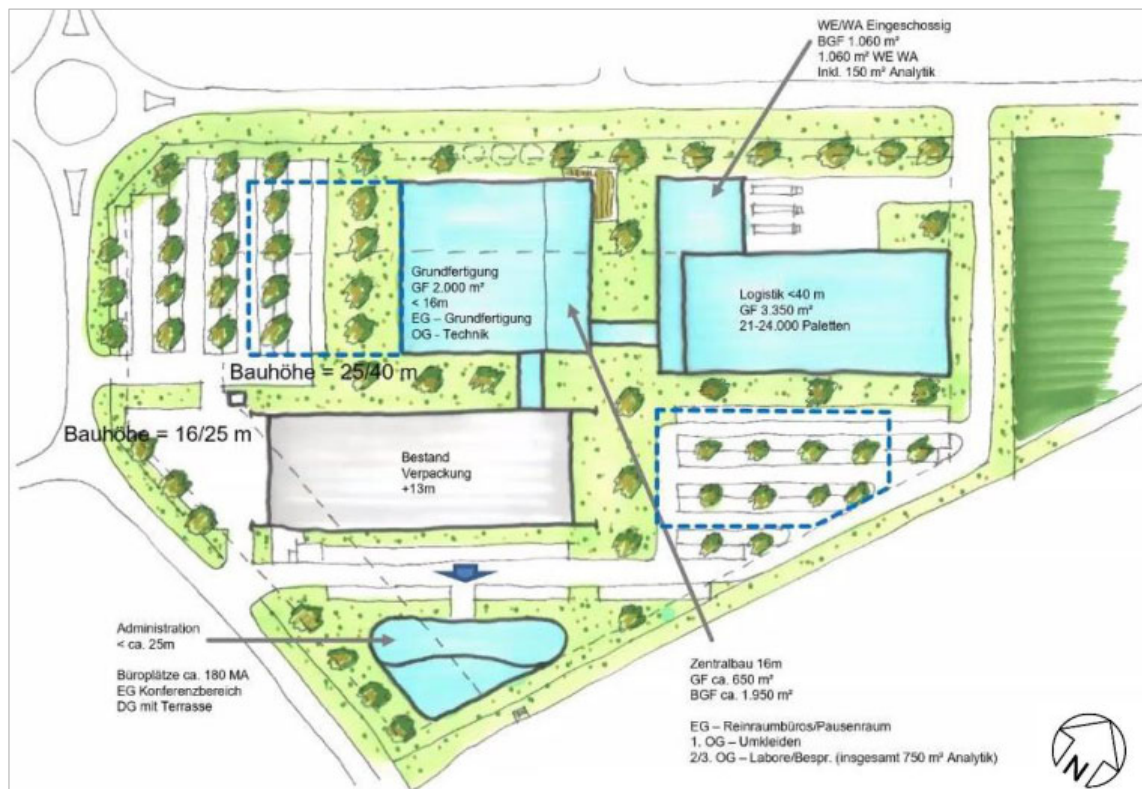 WE/WA Eingeschossig
BGF 1.060 m²
1.060 m² WE WA
Inkl. 150 m² Analytik
Grundfertigung
GF 2.000 m²
< 16m
EG – Grundfertigung
OG - Technik
Logistik <40 m
GF 3.350 m²
21-24.000 Paletten
Bauhöhe = 25/40 m
Bauhöhe = 16/25 m
Bestand
Verpackung
+13m
Administration
< ca. 25m
Büroplätze ca. 180 MA
EG Konferenzbereich
DG mit Terrasse
Zentralbau 16m
GF ca. 650 m²
BGF ca. 1.950 m²
EG – Reinraumbüros/Pausenraum
1. OG – Umkleiden
2/3. OG – Labore/Bespr. (insgesamt 750 m² Analytik)
N